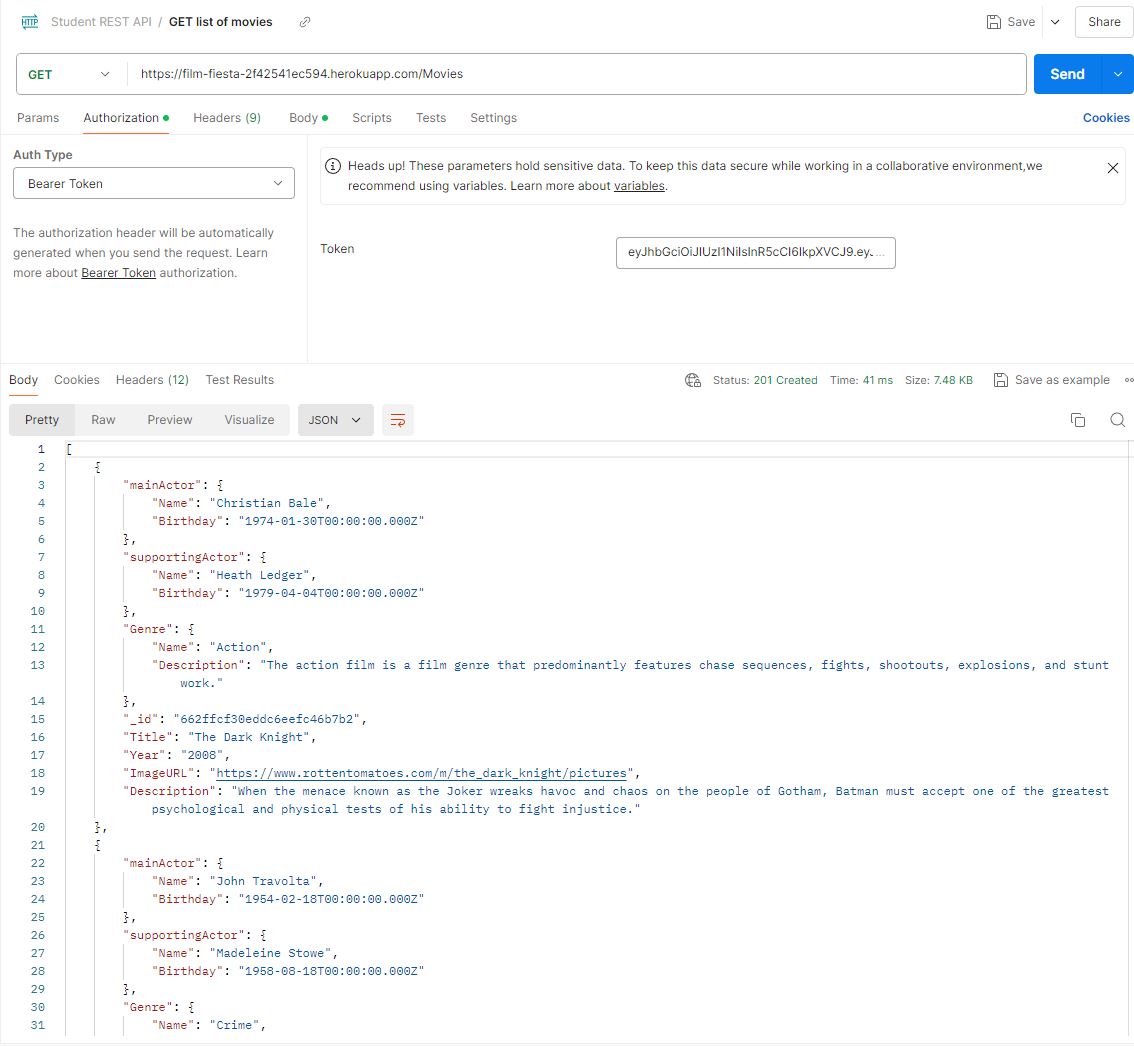 HTTP Student REST API / GET list of movies Save Share
GET https://film-fiesta-2f42541ec594.herokuapp.com/Movies Send
Params Authorization Headers (9) Body Scripts Tests Settings Cookies
Auth Type
Bearer Token
The authorization header will be automatically
generated when you send the request. Learn
more about Bearer Token authorization.
Heads up! These parameters hold sensitive data. To keep this data secure while working in a collaborative environment,we
recommend using variables. Learn more about variables.
Token eyJhbGciOiJIUzI1NiIsInR5cCI6IkpXVCJ9.ey. ...
Body Cookies Headers (12) Test Results Status: 201 Created Time: 41 ms Size: 7.48 KB Save as example
Pretty Raw Preview Visualize JSON
1 [
2 {
3 "mainActor": {
4 "Name": "Christian Bale",
5 "Birthday": "1974-01-30T00:00:00.000Z"
6 },
7 "supportingActor": {
8 "Name": "Heath Ledger",
9 "Birthday": "1979-04-04T00:00:00.000Z"
10 },
11 "Genre": {
12 "Name": "Action",
13 "Description": "The action film is a film genre that predominantly features chase sequences, fights, shootouts, explosions, and stunt
work."
14 },
15 "_id": "662ffcf30eddc6eefc46b7b2",
16 "Title": "The Dark Knight",
17 "Year": "2008",
18 "ImageURL": "https://www.rottentomatoes.com/m/the_dark_knight/pictures",
19 "Description": "When the menace known as the Joker wreaks havoc and chaos on the people of Gotham, Batman must accept one of the greatest
psychological and physical tests of his ability to fight injustice."
20 },
21 {
22 "mainActor": {
23 "Name": "John Travolta",
24 "Birthday": "1954-02-18T00:00:00.000Z"
25 },
26 "supportingActor": {
27 "Name": "Madeleine Stowe",
28 "Birthday": "1958-08-18T00:00:00.000Z"
29 },
30 "Genre": {
31 "Name": "Crime",